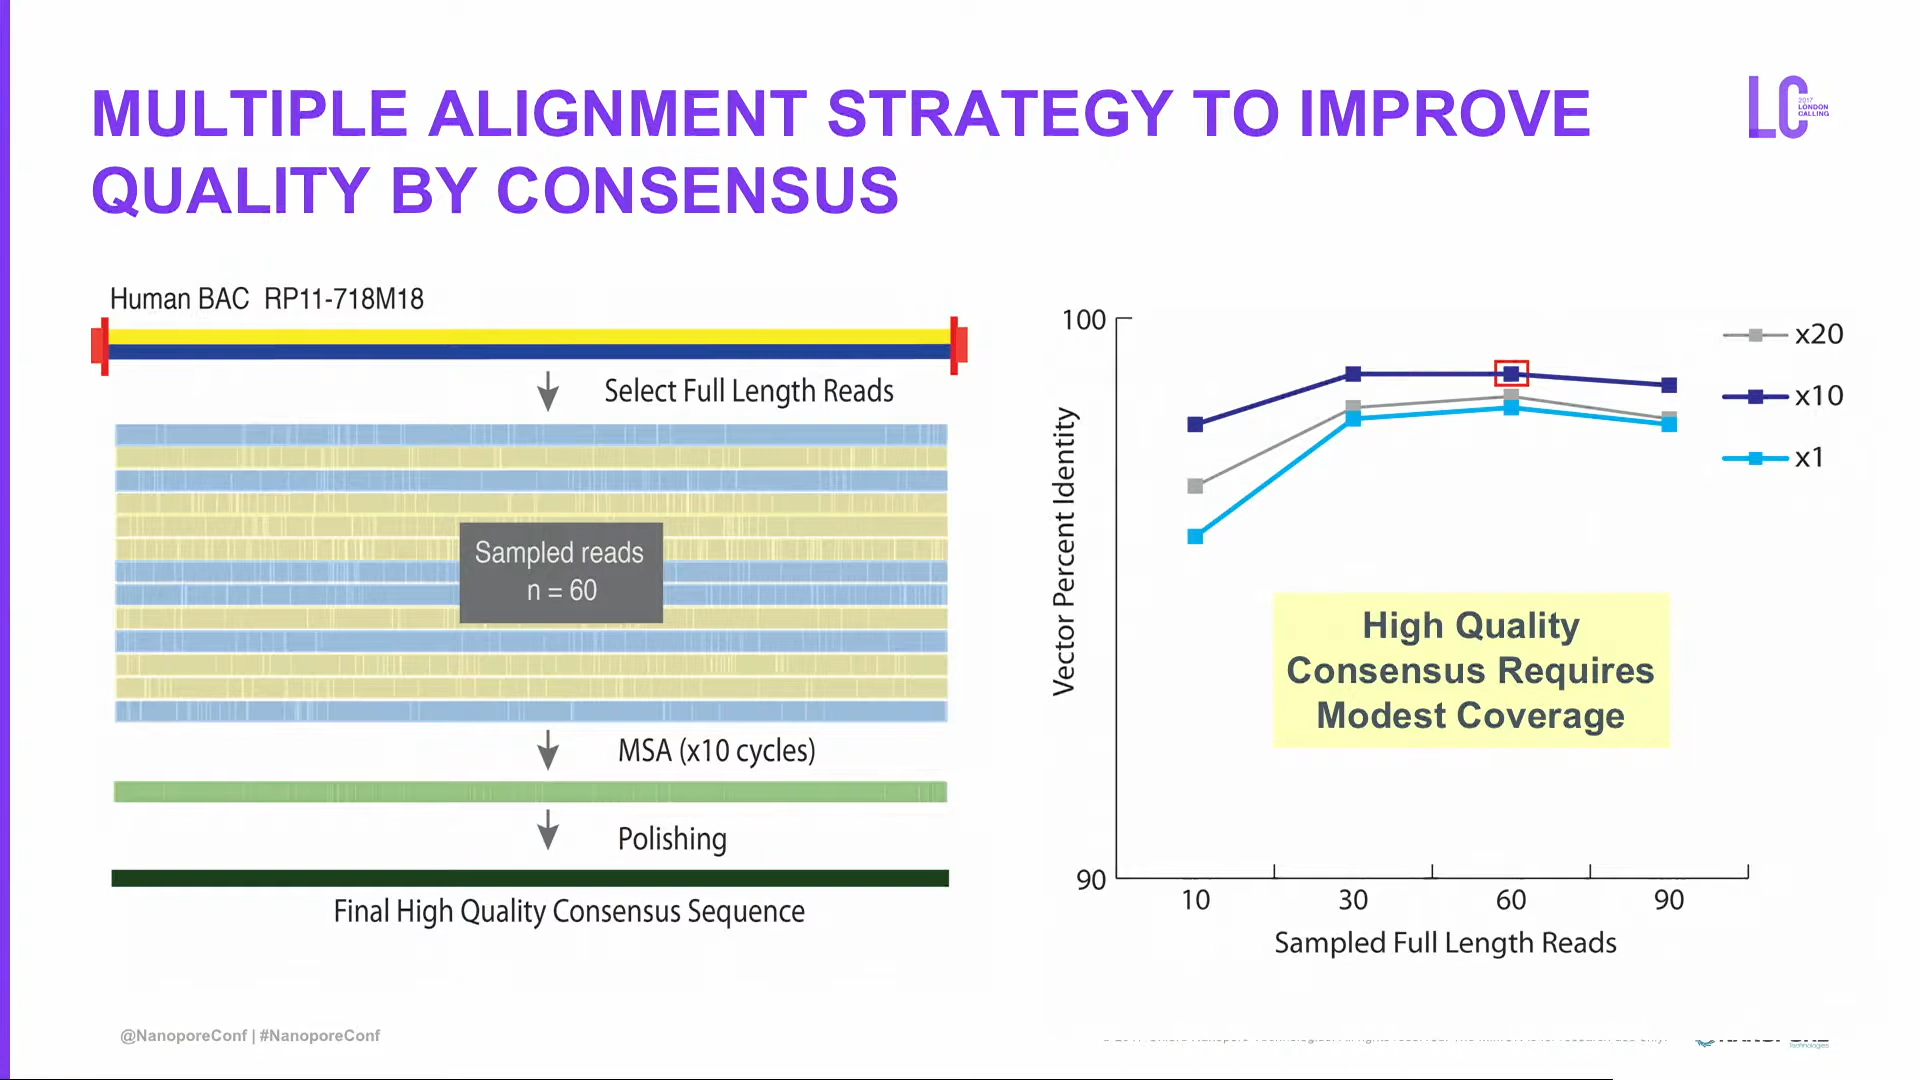 MULTIPLE ALIGNMENT STRATEGY TO IMPROVE
QUALITY BY CONSENSUS
LC
2017
LONDON
CALLING
Human BAC RP11-718M18
Select Full Length Reads
Sampled reads
n = 60
MSA (x10 cycles)
Polishing
Final High Quality Consensus Sequence
100
90
Vector Percent Identity
x20
x10
x1
High Quality
Consensus Requires
Modest Coverage
10 30 60 90
Sampled Full Length Reads
@NanoporeConf | #NanoporeConf